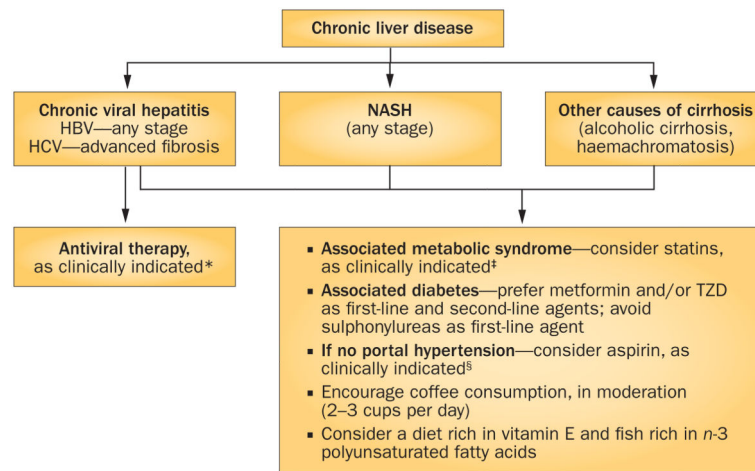 Chronic liver disease
Chronic viral hepatitis
HBV—any stage
HCV—advanced fibrosis
NASH
(any stage)
Other causes of cirrhosis
(alcoholic cirrhosis,
haemachromatosis)
Antiviral therapy,
as clinically indicated*
▪ Associated metabolic syndrome—consider statins,
as clinically indicated‡
▪ Associated diabetes—prefer metformin and/or TZD
as first-line and second-line agents; avoid
sulphonylureas as first-line agent
▪ If no portal hypertension—consider aspirin, as
clinically indicated§
▪ Encourage coffee consumption, in moderation
(2–3 cups per day)
▪ Consider a diet rich in vitamin E and fish rich in n-3
polyunsaturated fatty acids